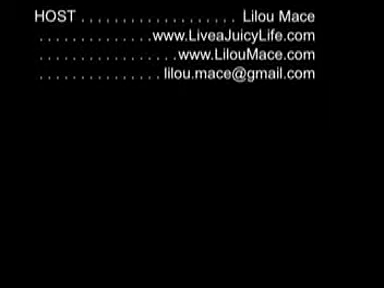 HOST . . . . . . . . . . . . . . . . . . . Lilou Mace
. . . . . . . . . . . . . .www.LiveaJuicyLife.com
. . . . . . . . . . . . . . . . .www.LilouMace.com
. . . . . . . . . . . . . . . lilou.mace@gmail.com